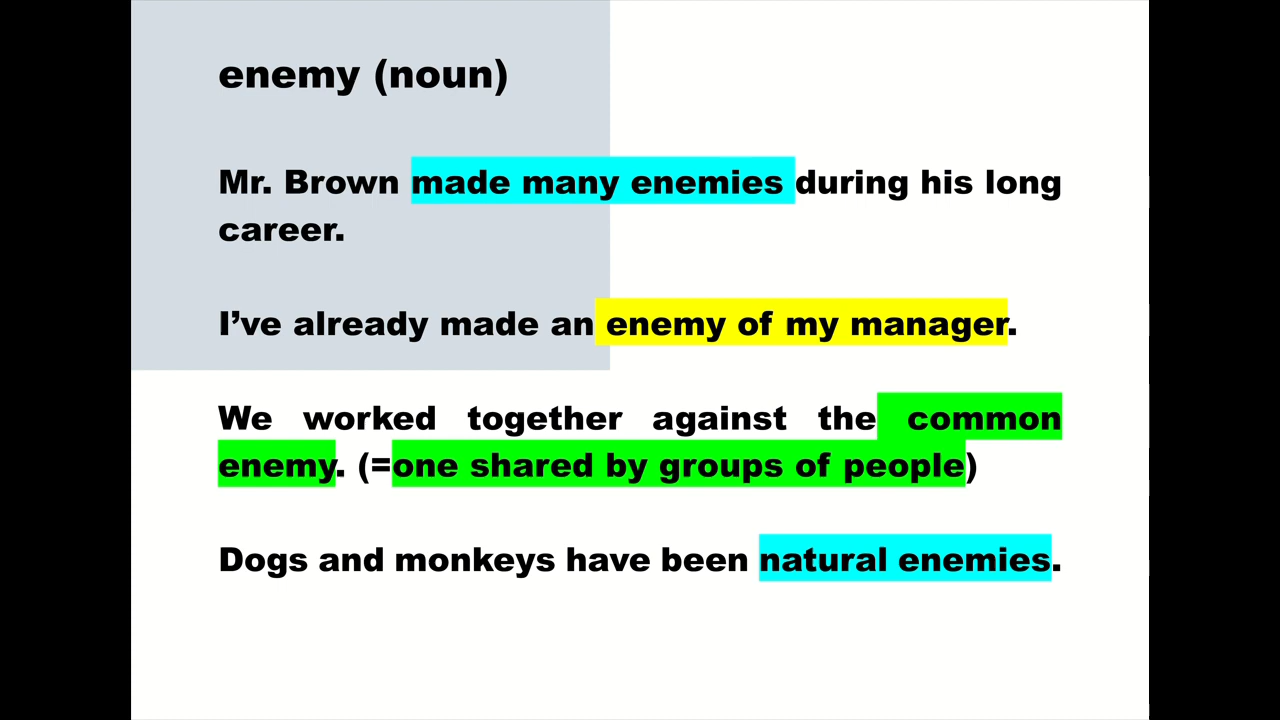 enemy (noun)
Mr. Brown made many enemies during his long
career.
I’ve already made an enemy of my manager.
We worked together against the common
enemy. (=one shared by groups of people)
Dogs and monkeys have been natural enemies.